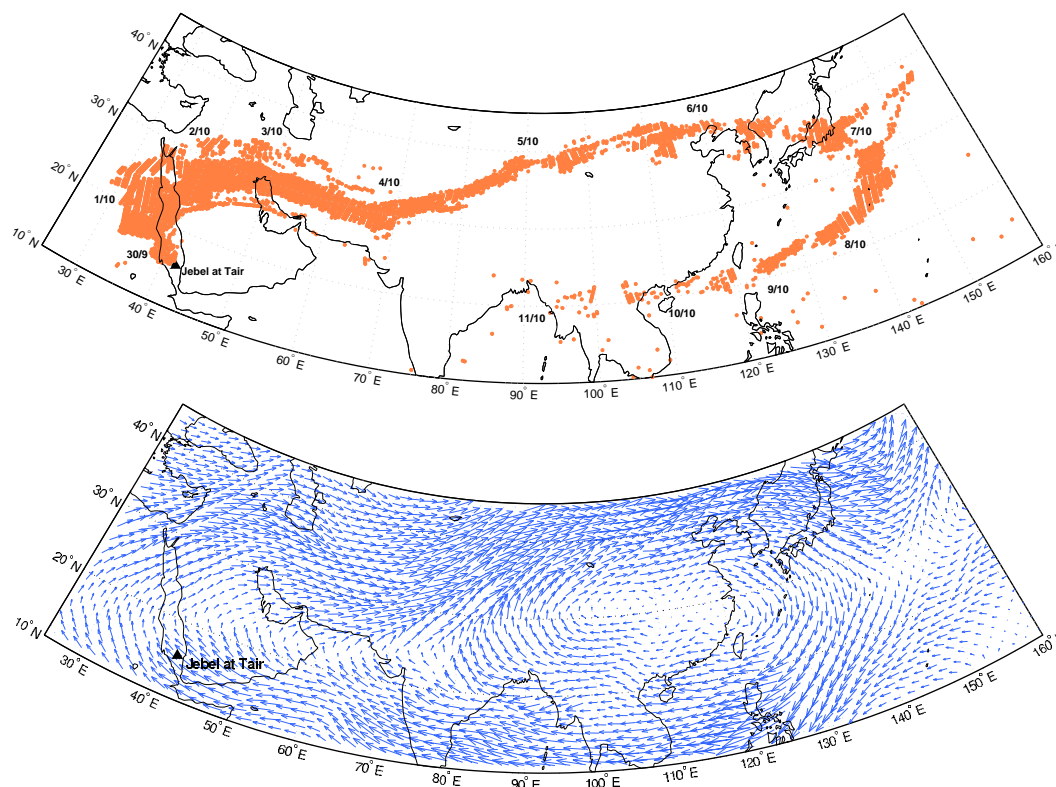 40°N
30°N
20°N
10°N
30°E
40°E
50°E
60°E
70°E
80°E
90°E
100°E
110°E
120°E
130°E
140°E
150°E
160°
30/9
1/10
2/10
3/10
4/10
5/10
6/10
7/10
8/10
9/10
10/10
11/10
Jebel at Tair
40°N
30°N
20°N
10°N
30°E
40°E
50°E
60°E
70°E
80°E
90°E
100°E
110°E
120°E
130°E
140°E
150°E
160°
Jebel at Tair